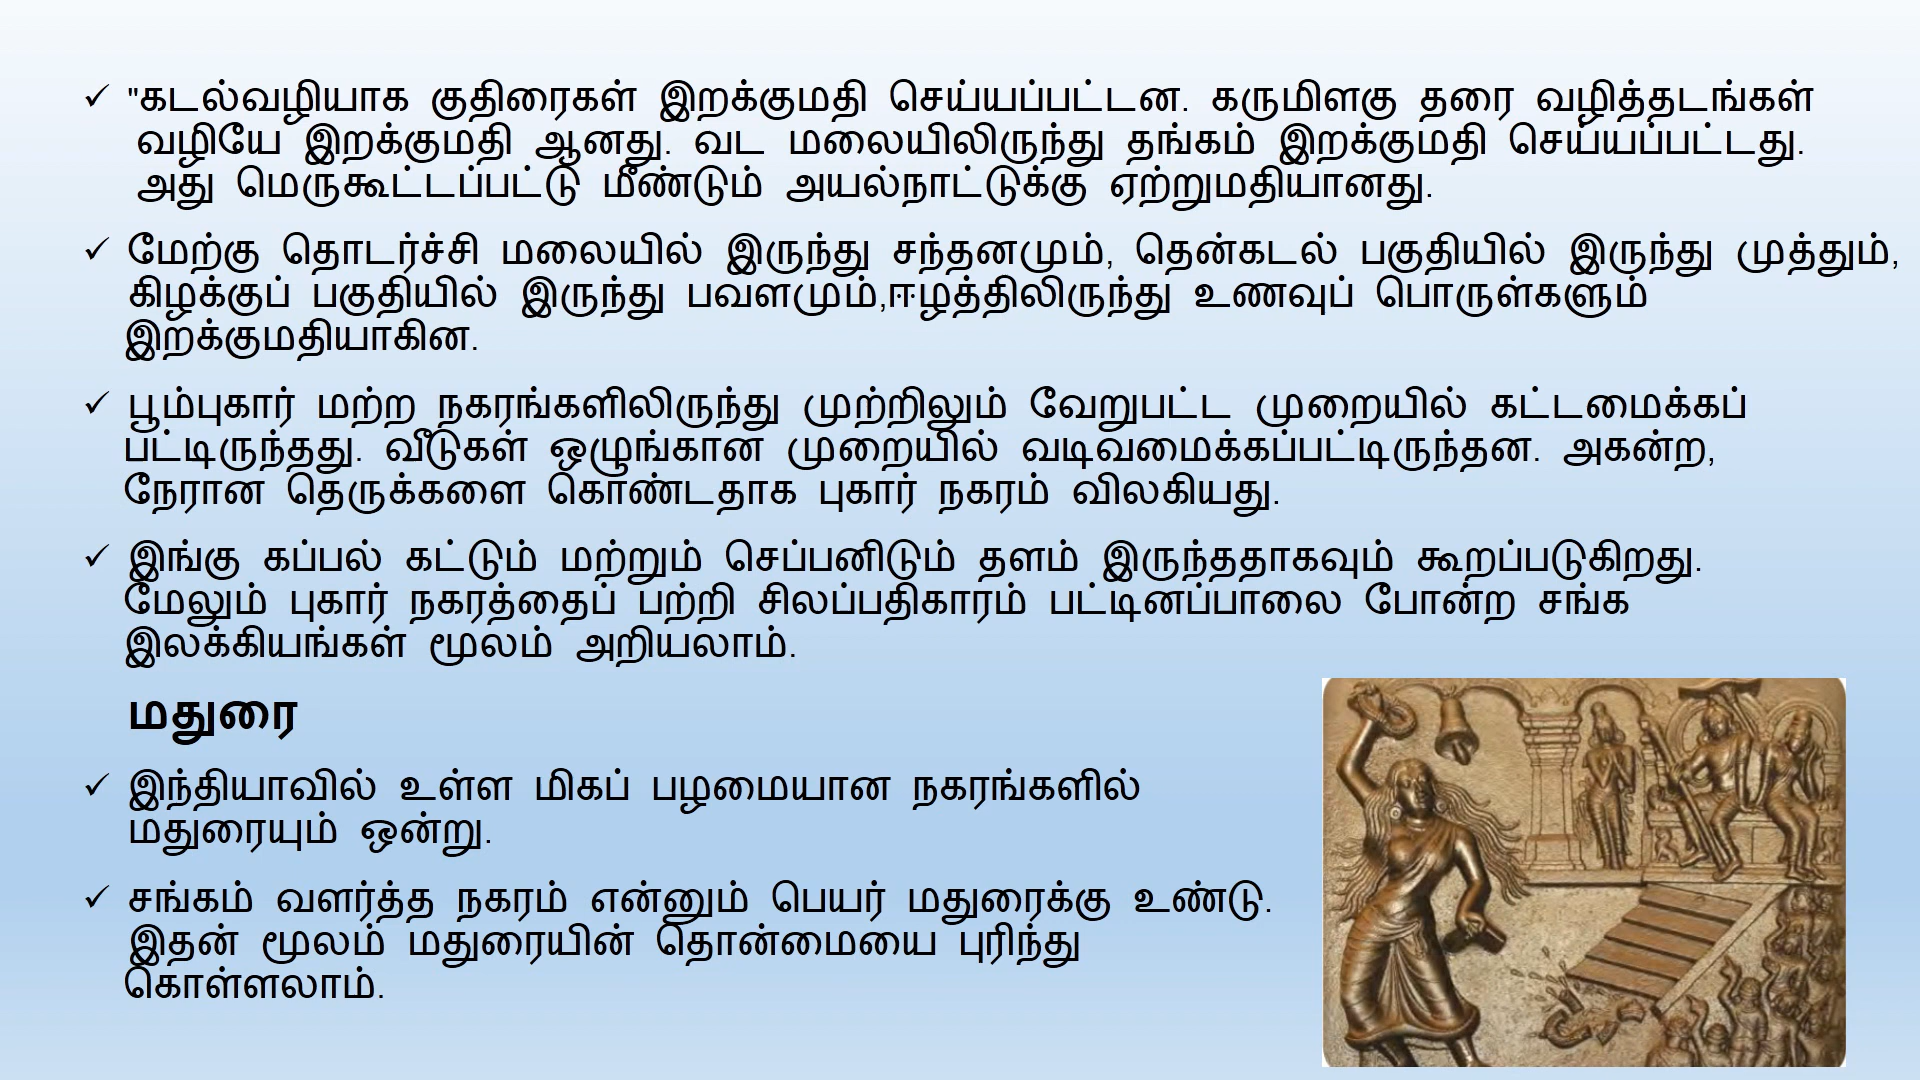 ✓ "கடல்வழியாக குதிரைகள் இறக்குமதி செய்யப்பட்டன. கருமிளகு தரை வழித்தடங்கள்
வழியே இறக்குமதி ஆனது. வட மலையிலிருந்து தங்கம் இறக்குமதி செய்யப்பட்டது.
அது மெருகூட்டப்பட்டு மீண்டும் அயல்நாட்டுக்கு ஏற்றுமதியானது.
✓ மேற்கு தொடர்ச்சி மலையில் இருந்து சந்தனமும், தென்கடல் பகுதியில் இருந்து முத்தும்,
கிழக்குப் பகுதியில் இருந்து பவளமும்,ஈழத்திலிருந்து உணவுப் பொருள்களும்
இறக்குமதியாகின.
✓ பூம்புகார் மற்ற நகரங்களிலிருந்து முற்றிலும் வேறுபட்ட முறையில் கட்டமைக்கப்
பட்டிருந்தது. வீடுகள் ஒழுங்கான முறையில் வடிவமைக்கப்பட்டிருந்தன. அகன்ற,
நேரான தெருக்களை கொண்டதாக புகார் நகரம் விலகியது.
✓ இங்கு கப்பல் கட்டும் மற்றும் செப்பனிடும் தளம் இருந்ததாகவும் கூறப்படுகிறது.
மேலும் புகார் நகரத்தைப் பற்றி சிலப்பதிகாரம் பட்டினப்பாலை போன்ற சங்க
இலக்கியங்கள் மூலம் அறியலாம்.
மதுரை
✓ இந்தியாவில் உள்ள மிகப் பழமையான நகரங்களில்
மதுரையும் ஒன்று.
✓ சங்கம் வளர்த்த நகரம் என்னும் பெயர் மதுரைக்கு உண்டு.
இதன் மூலம் மதுரையின் தொன்மையை புரிந்து
கொள்ளலாம்.